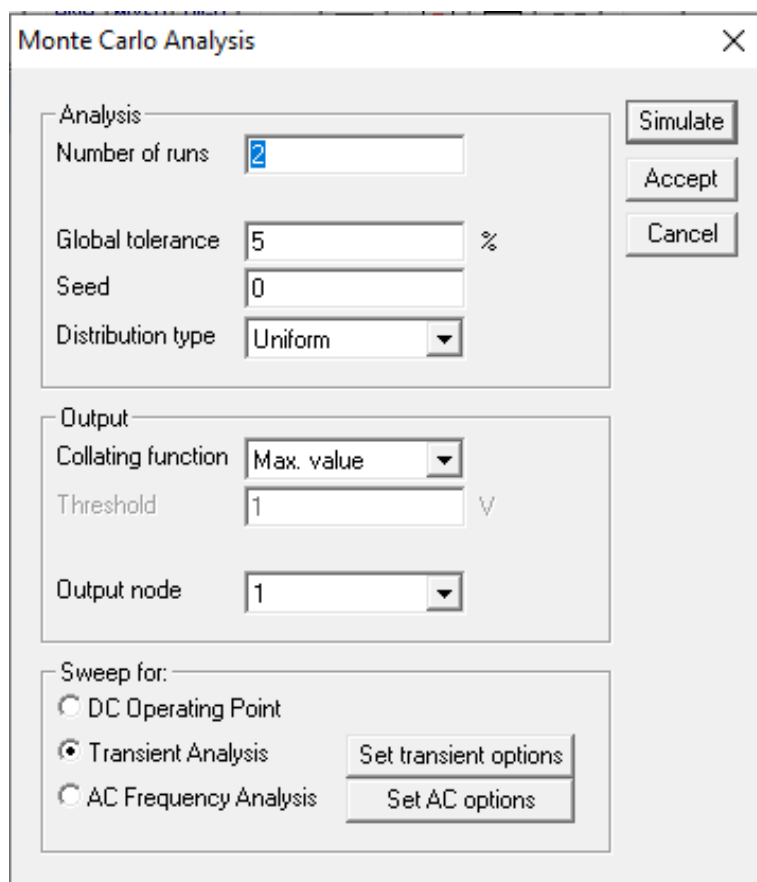 Monte Carlo Analysis
Analysis
Simulate
Number of runs 2
Accept
Global tolerance 5 %
Cancel
Seed 0
Distribution type Uniform
Output
Collating function Max. value
Threshold 1 V
Output node 1
Sweep for:
DC Operating Point
Transient Analysis Set transient options
AC Frequency Analysis Set AC options